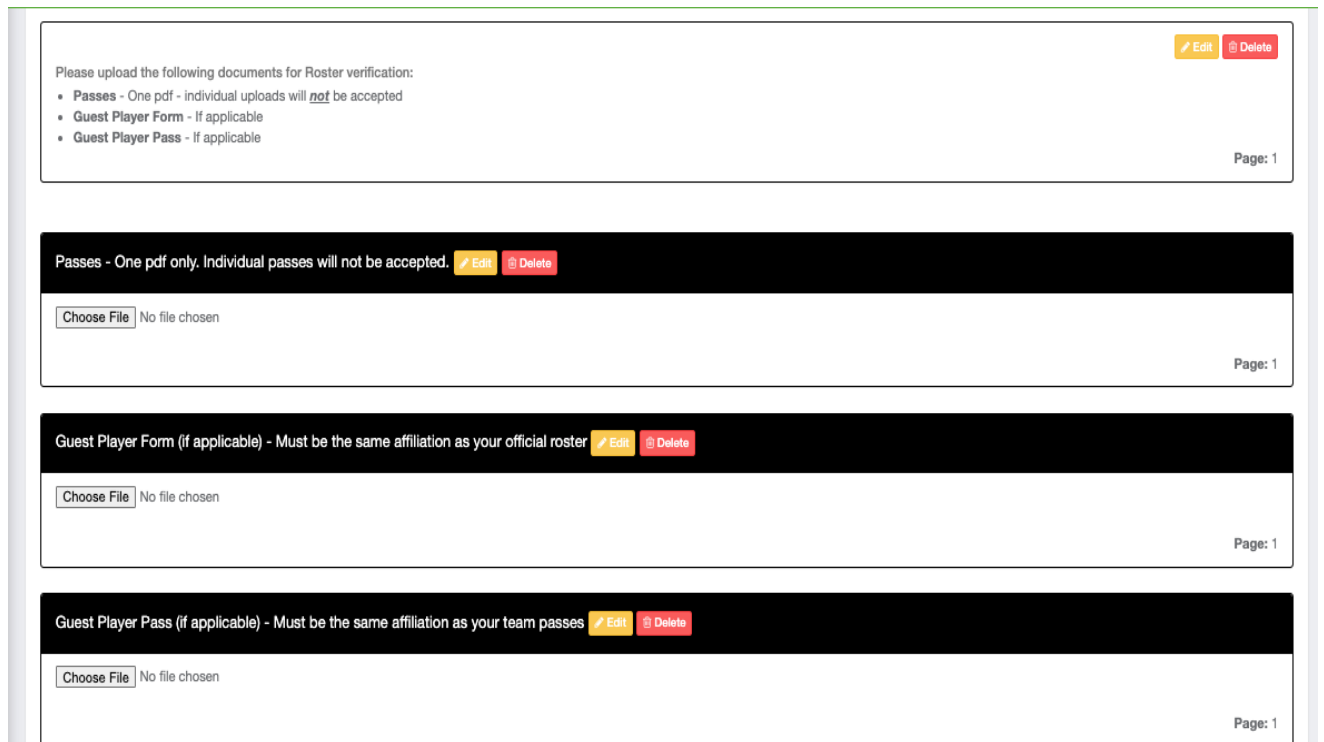 Edit Delete
Please upload the following documents for Roster verification:
• Passes - One pdf - individual uploads will not be accepted
• Guest Player Form - If applicable
• Guest Player Pass - If applicable
Page: 1
Passes - One pdf only. Individual passes will not be accepted. Edit Delete
Choose File No file chosen
Page: 1
Guest Player Form (if applicable) - Must be the same affiliation as your official roster Edit Delete
Choose File No file chosen
Page: 1
Guest Player Pass (if applicable) - Must be the same affiliation as your team passes Edit Delete
Choose File No file chosen
Page: 1